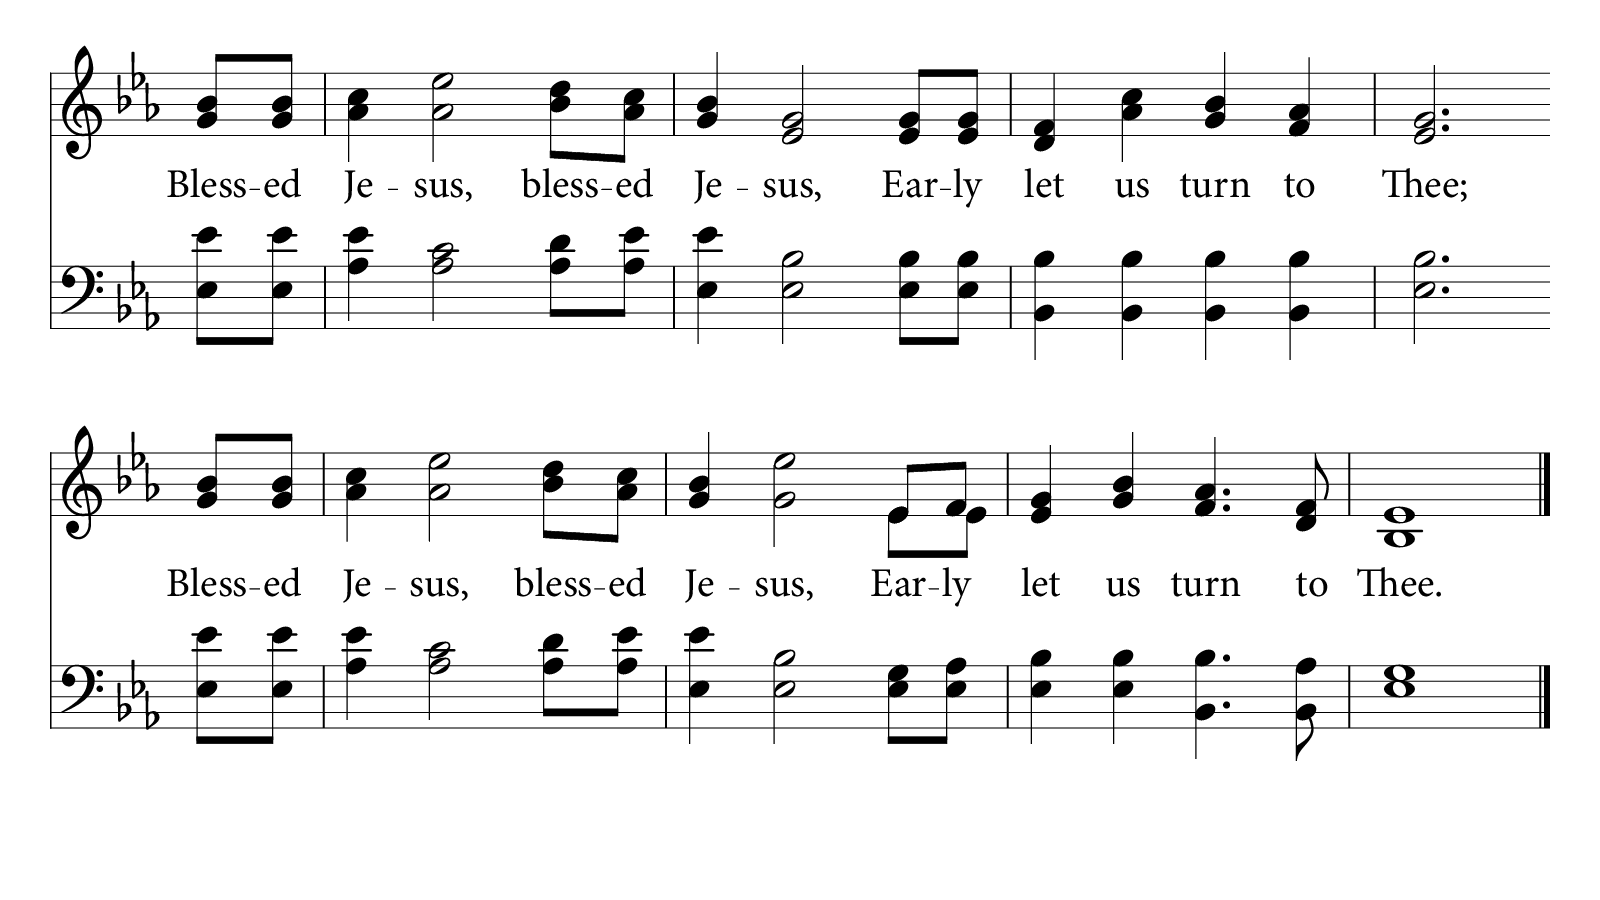 Bless-ed Je - sus, bless-ed Je - sus, Ear-ly let us turn to Thee;
Bless-ed Je - sus, bless-ed Je - sus, Ear-ly let us turn to Thee.